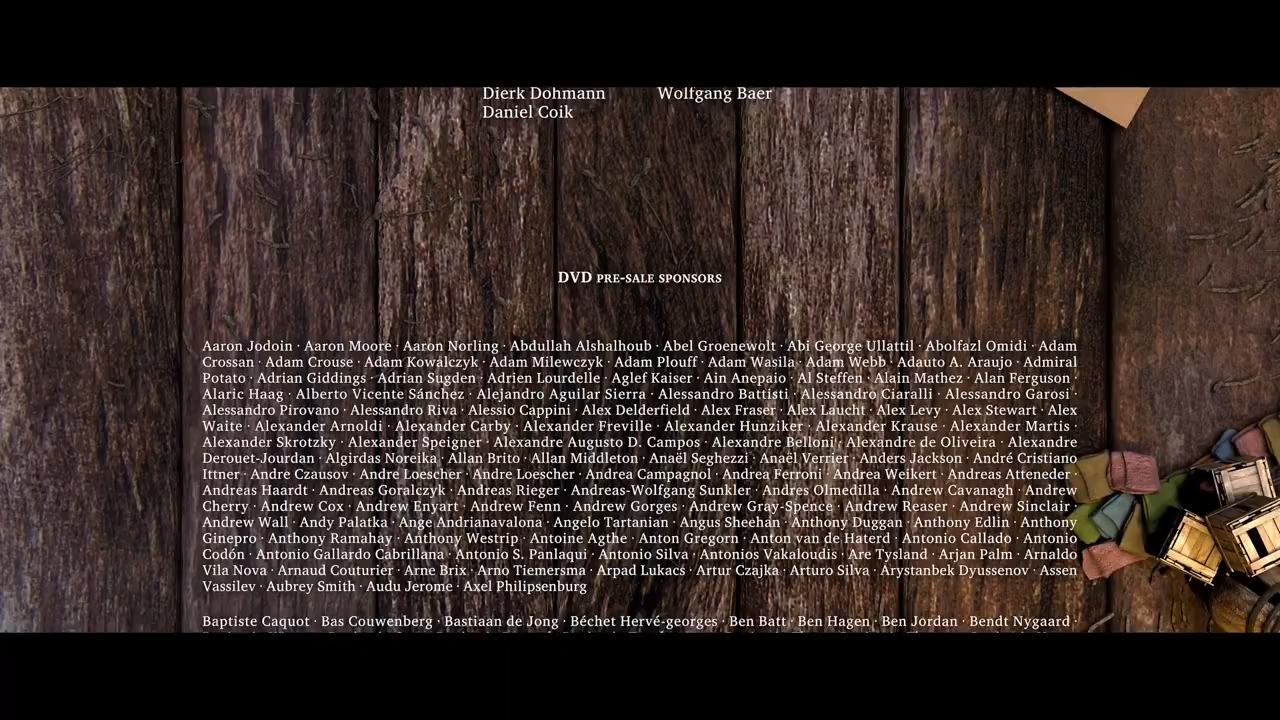 Dierk Dohmann Wolfgang Baer
Daniel Coik
DVD PRE-SALE SPONSORS
Aaron Jodoin · Aaron Moore · Aaron Norling · Abdullah Alshalhoub · Abel Groenewolt · Abi George Ullattil · Abolfazl Omidi · Adam
Crossan · Adam Crouse · Adam Kowalczyk · Adam Milewczyk · Adam Plouff · Adam Wasila · Adam Webb · Adauto A. Araujo · Admiral
Potato · Adrian Giddings · Adrian Sugden · Adrien Lourdelle · Aglef Kaiser · Ain Anepaio · Al Steffen · Alain Mathez · Alan Ferguson ·
Alaric Haag · Alberto Vicente Sánchez · Alejandro Aguilar Sierra · Alessandro Battisti · Alessandro Ciaralli · Alessandro Garosi ·
Alessandro Pirovano · Alessandro Riva · Alessio Cappini · Alex Delderfield · Alex Fraser · Alex Laucht · Alex Levy · Alex Stewart · Alex
Waite · Alexander Arnoldi · Alexander Carby · Alexander Freville · Alexander Hunziker · Alexander Krause · Alexander Martis ·
Alexander Skrotzky · Alexander Speigner · Alexandre Augusto D. Campos · Alexandre Belloni · Alexandre de Oliveira · Alexandre
Derouet-Jourdan · Algirdas Noreika · Allan Brito · Allan Middleton · Anaël Seghezzi · Anaël Verrier · Anders Jackson · André Cristiano
Ittner · Andre Czausov · Andre Loescher · Andre Loescher · Andrea Campagnol · Andrea Ferroni · Andrea Weikert · Andreas Atteneder ·
Andreas Haardt · Andreas Goralczyk · Andreas Rieger · Andreas-Wolfgang Sunkler · Andres Olmedilla · Andrew Cavanagh · Andrew
Cherry · Andrew Cox · Andrew Enyart · Andrew Fenn · Andrew Gorges · Andrew Gray-Spence · Andrew Reaser · Andrew Sinclair ·
Andrew Wall · Andy Palatka · Ange Andrianavalona · Angelo Tartanian · Angus Sheehan · Anthony Duggan · Anthony Edlin · Anthony
Ginepro · Anthony Ramahay · Anthony Westrip · Antoine Agthe · Anton Gregorn · Anton van de Haterd · Antonio Callado · Antonio
Codón · Antonio Gallardo Cabrillana · Antonio S. Panlaqui · Antonio Silva · Antonios Vakaloudis · Are Tysland · Arjan Palm · Arnaldo
Vila Nova · Arnaud Couturier · Arne Brix · Arno Tiemersma · Arpad Lukacs · Artur Czajka · Arturo Silva · Arystanbek Dyussenov · Assen
Vassilev · Aubrey Smith · Audu Jerome · Axel Philipsenburg
Baptiste Caquot · Bas Couwenberg · Bastiaan de Jong · Béchet Hervé-georges · Ben Batt · Ben Hagen · Ben Jordan · Bendt Nygaard ·